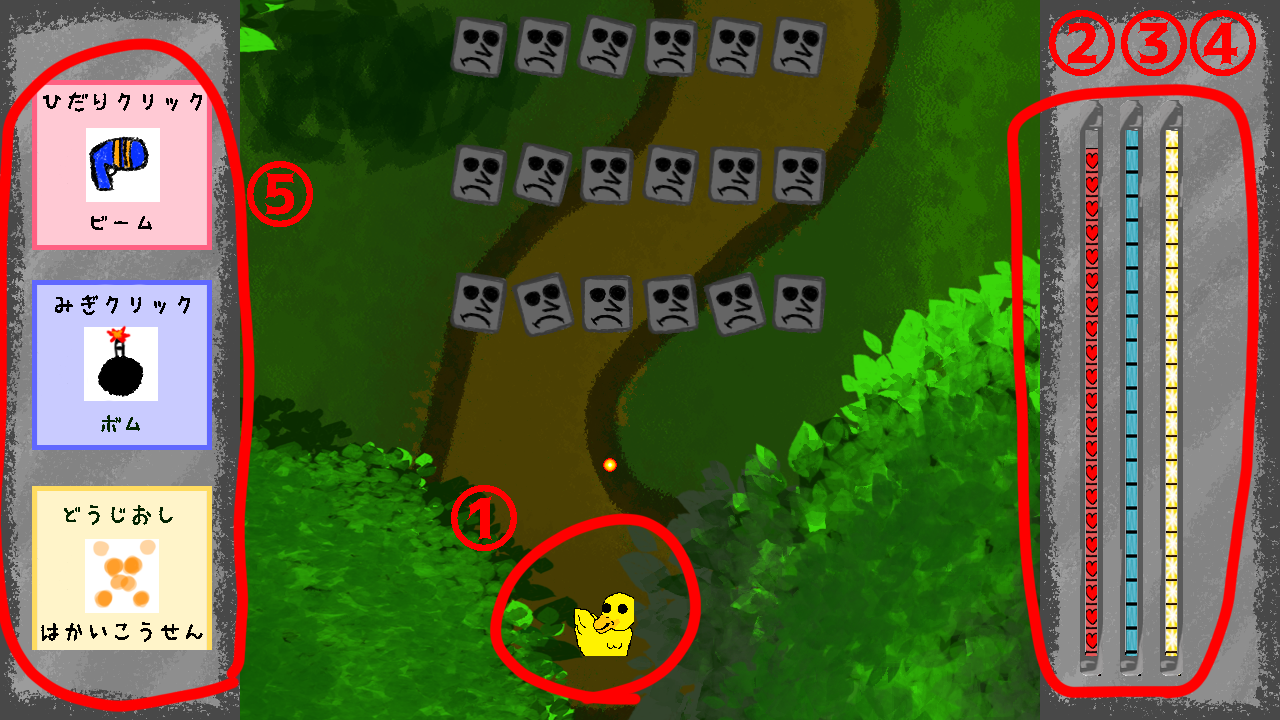 ひだりクリック
ビーム
みぎクリック
ボム
どうじおし
はかいこうせん
⑤
①
②③④